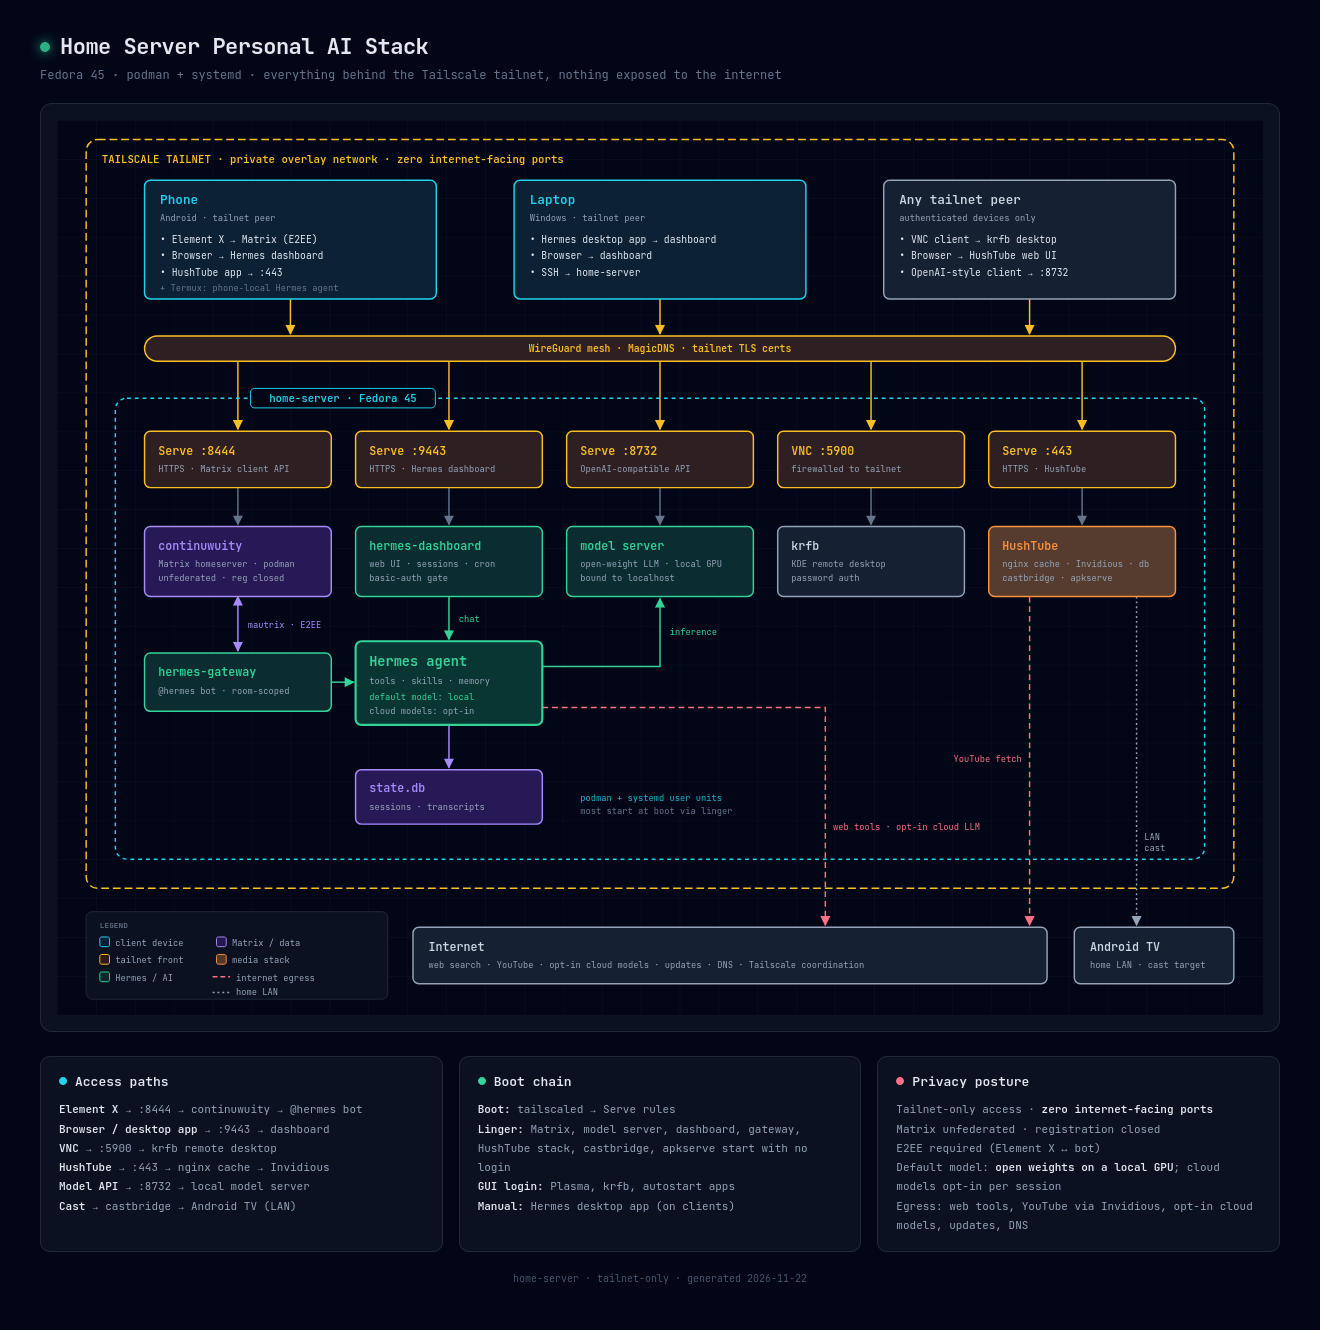 Home Server Personal AI Stack
Fedora 45 · podman + systemd · everything behind the Tailscale tailnet, nothing exposed to the internet
TAILSCALE TAILNET · private overlay network · zero internet-facing ports
Phone
Android · tailnet peer
• Element X → Matrix (E2EE)
• Browser → Hermes dashboard
• HushTube app → :443
+ Termux: phone-local Hermes agent
Laptop
Windows · tailnet peer
• Hermes desktop app → dashboard
• Browser → dashboard
• SSH → home-server
Any tailnet peer
authenticated devices only
• VNC client → krfb desktop
• Browser → HushTube web UI
• OpenAI-style client → :8732
WireGuard mesh · MagicDNS · tailnet TLS certs
home-server · Fedora 45
Serve :8444
HTTPS · Matrix client API
Serve :9443
HTTPS · Hermes dashboard
Serve :8732
OpenAI-compatible API
VNC :5900
firewalled to tailnet
Serve :443
HTTPS · HushTube
continuwuity
Matrix homeserver · podman
unfederated · reg closed
hermes-dashboard
web UI · sessions · cron
basic-auth gate
model server
open-weight LLM · local GPU
bound to localhost
krfb
KDE remote desktop
password auth
HushTube
nginx cache · Invidious · db
castbridge · apkserve
mautrix · E2EE
chat
inference
hermes-gateway
@hermes bot · room-scoped
Hermes agent
tools · skills · memory
default model: local
cloud models: opt-in
state.db
sessions · transcripts
podman + systemd user units
most start at boot via linger
YouTube fetch
web tools · opt-in cloud LLM
LAN
cast
LEGEND
client device
Matrix / data
tailnet front
media stack
Hermes / AI
internet egress
home LAN
Internet
web search · YouTube · opt-in cloud models · updates · DNS · Tailscale coordination
Android TV
home LAN · cast target
Access paths
Element X → :8444 → continuwuity → @hermes bot
Browser / desktop app → :9443 → dashboard
VNC → :5900 → krfb remote desktop
HushTube → :443 → nginx cache → Invidious
Model API → :8732 → local model server
Cast → castbridge → Android TV (LAN)
Boot chain
Boot: tailscaled → Serve rules
Linger: Matrix, model server, dashboard, gateway,
HushTube stack, castbridge, apkserve start with no
login
GUI login: Plasma, krfb, autostart apps
Manual: Hermes desktop app (on clients)
Privacy posture
Tailnet-only access · zero internet-facing ports
Matrix unfederated · registration closed
E2EE required (Element X ↔ bot)
Default model: open weights on a local GPU; cloud
models opt-in per session
Egress: web tools, YouTube via Invidious, opt-in cloud
models, updates, DNS
home-server · tailnet-only · generated 2026-11-22